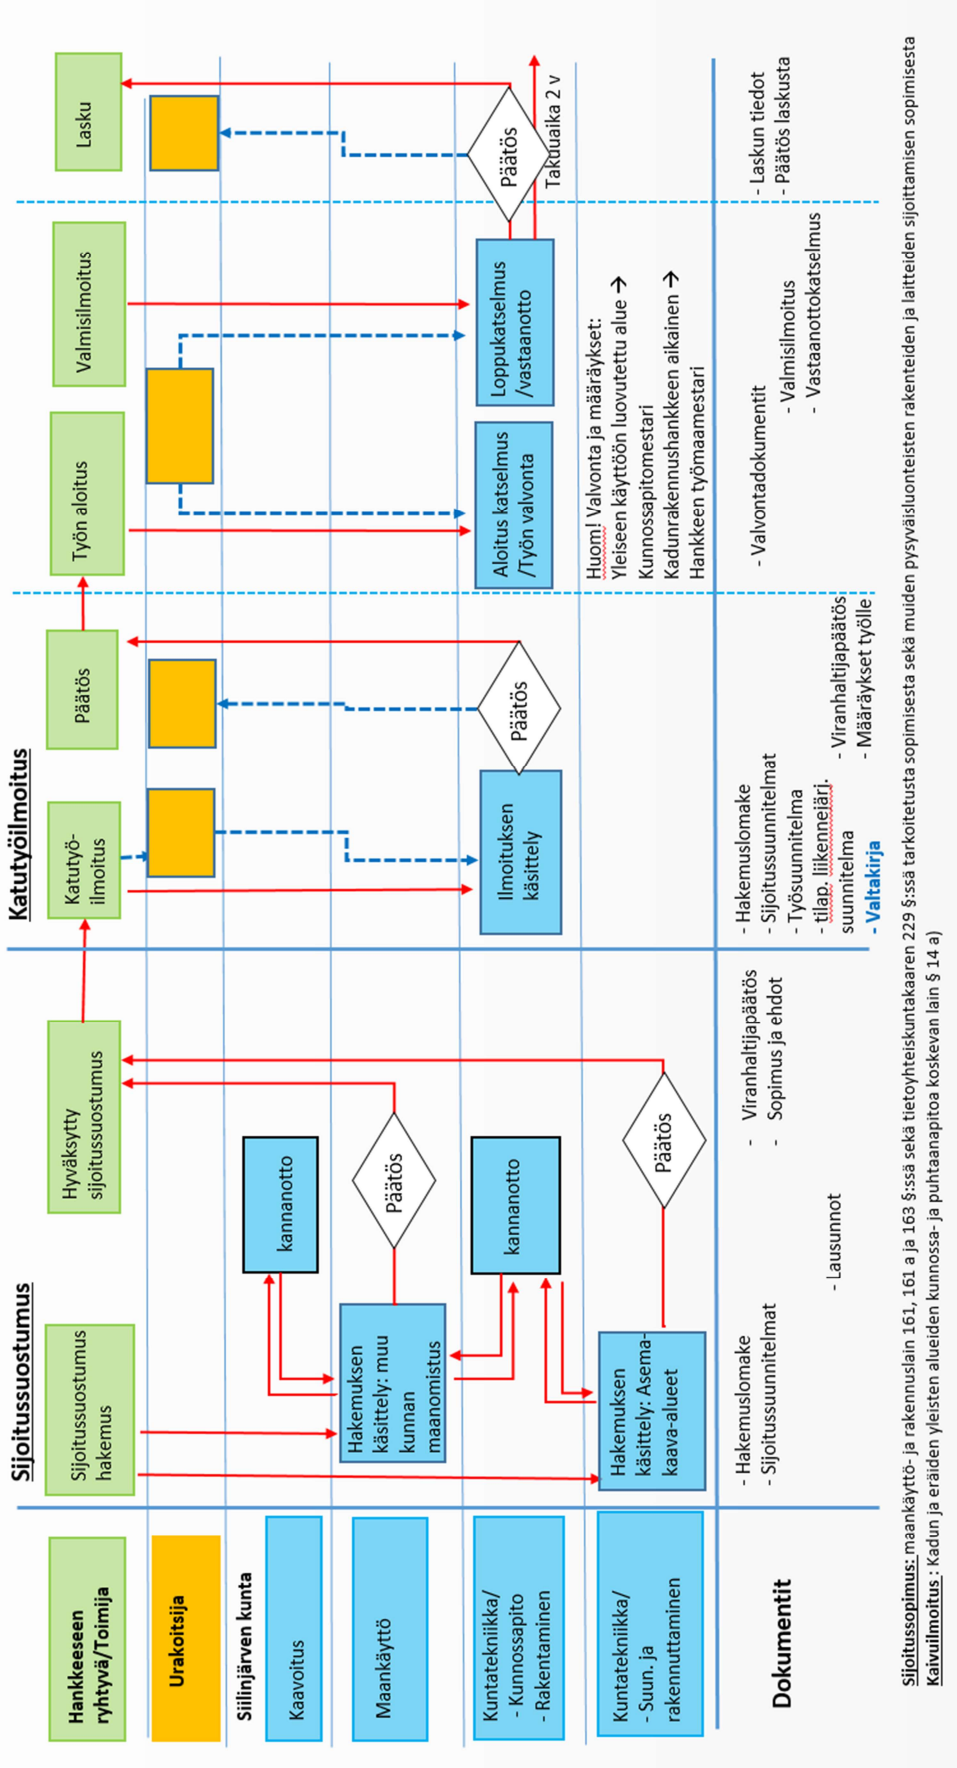 Sijoitussuostumus
Katutyöilmoitus
Hankkeeseen
ryhtyvä/Toimija
Sijoitussuostumus
hakemus
Hyväksytty
sijoitussuostumus
Katutyö-
ilmoitus
Päätös
Työn aloitus
Valmisilmoitus
Lasku
Urakoitsija
Siilinjärven kunta
Kaavoitus
kannanotto
Maankäyttö
Hakemuksen
käsittely: muu
kunnan
maanomistus
Päätös
Kuntatekniikka/
- Kunnossapito
- Rakentaminen
kannanotto
Ilmoituksen
käsittely
Päätös
Aloitus katselmus
/Työn valvonta
Loppukatselmus
/vastaanotto
Päätös
Takuuaika 2 v
Kuntatekniikka/
- Sun. ja
rakennuttaminen
Hakemuksen
käsittely: Asema-
kaava-alueet
Päätös
Huom! Valvonta ja määräykset:
Yleiseen käyttöön luovutettu alue →
Kunnossapitomestari
Kadunrakennushankkeen aikainen →
Hankkeen työmaamestari
Dokumentit
- Hakemuslomake
- Sijoitussuunnitelmat
- Lausunnot
- Viranhaltijapäätös
- Sopimus ja ehdot
- Hakemuslomake
- Sijoitussuunnitelmat
- Työsuunnitelma
- tilap. liikennejärj.
suunnitelma
- Valtakirja
- Viranhaltijapäätös
- Määräykset työlle
- Valvontadokumentit
- Valmisilmoitus
- Vastaanottokatselmus
- Laskun tiedot
- Päätös laskusta
Sijoitussopimus: maankäyttö- ja rakennuslain 161, 161 a ja 163 §:ssä sekä tietoyhteiskuntakaaren 229 §:ssä tarkoitetusta sopimisesta sekä muiden pysyväisluonteisten rakenteiden ja laitteiden sijoittamisen sopimisesta
Kaivuilmoitus : Kadun ja eräiden yleisten alueiden kunnossa- ja puhtaanapitoa koskevan lain § 14 a)